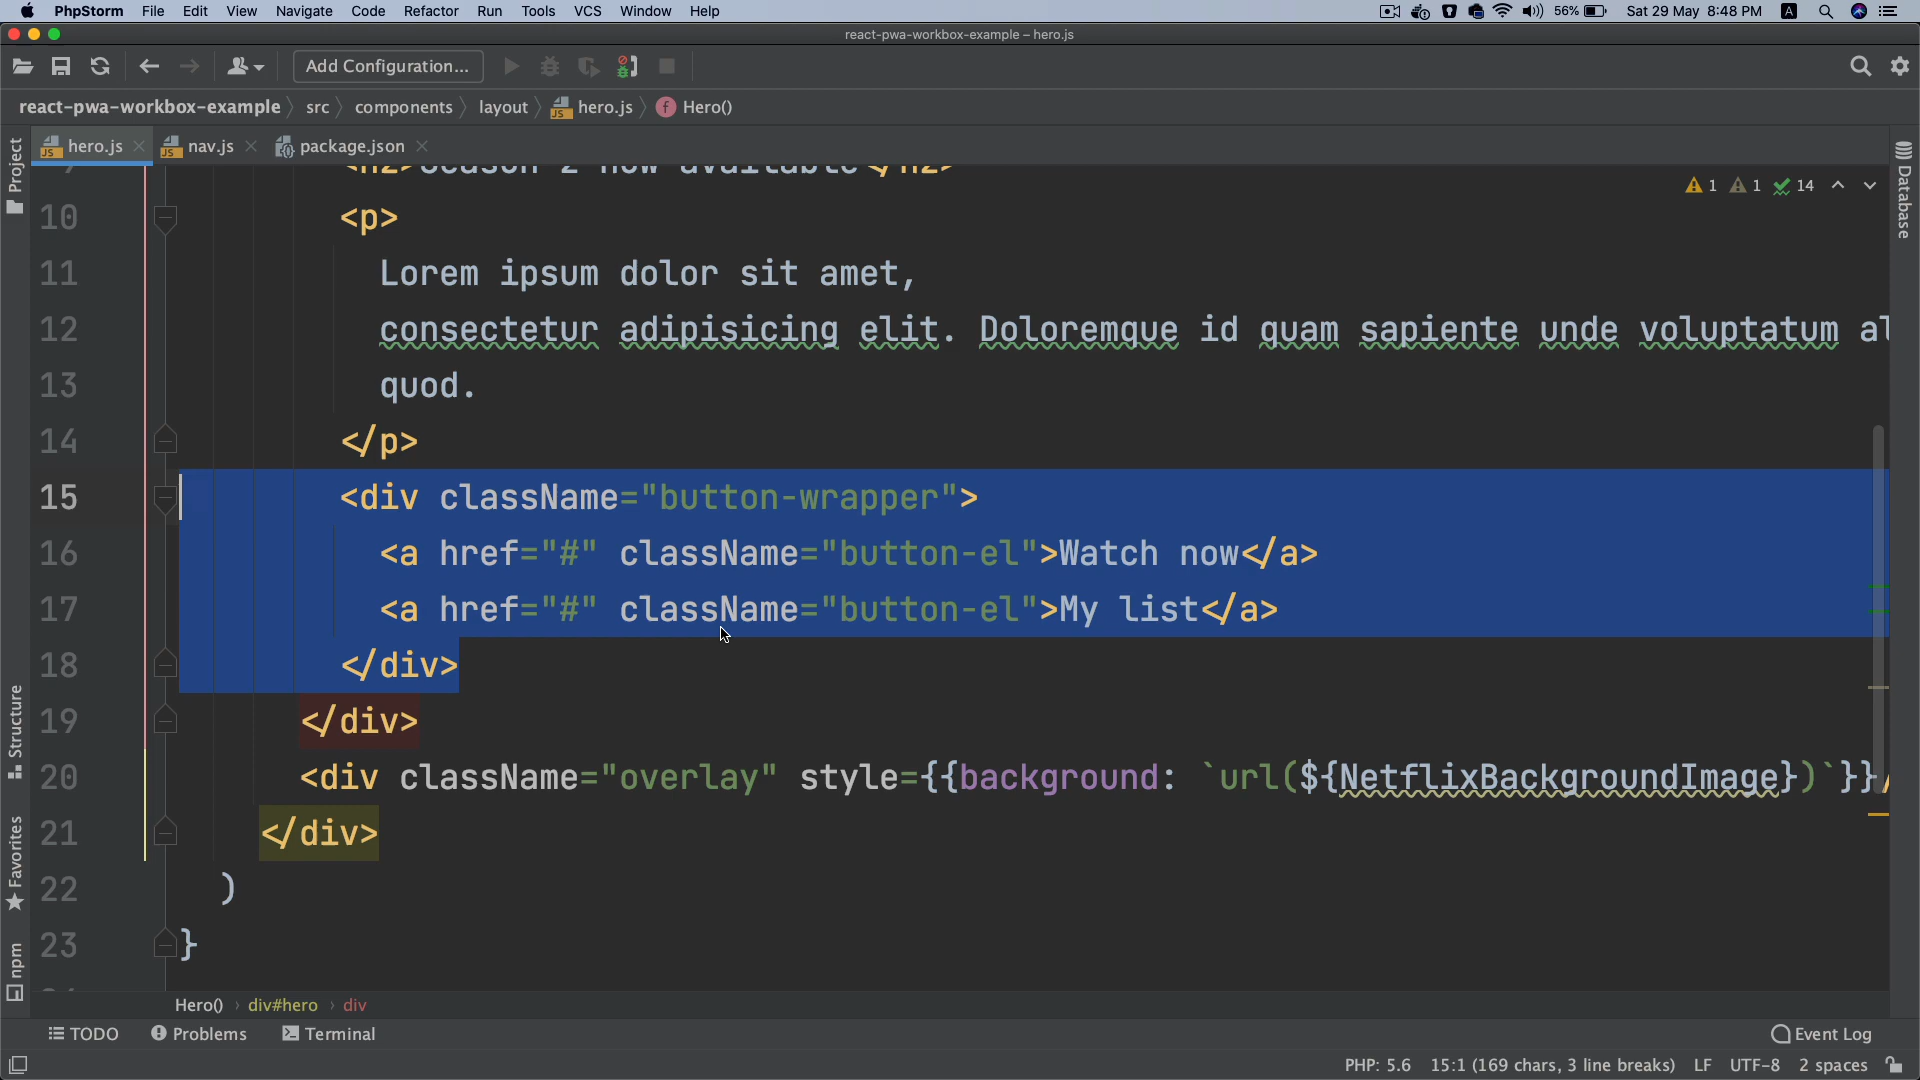 PhpStorm File Edit View Navigate Code Refactor Run Tools VCS Window Help 56% Sat 29 May 8:48 PM A
react-pwa-workbox-example – hero.js
Add Configuration...
react-pwa-workbox-example src components layout hero.js f Hero()
hero.js nav.js package.json
Project
Database
1 1 14
<h2>Season 2 now available</h2>
10 <p>
11 Lorem ipsum dolor sit amet,
12 consectetur adipisicing elit. Doloremque id quam sapiente unde voluptatum al
13 quod.
14 </p>
15 <div className="button-wrapper">
16 <a href="#" className="button-el">Watch now</a>
17 <a href="#" className="button-el">My list</a>
18 </div>
19 </div>
20 <div className="overlay" style={{background: `url(${NetflixBackgroundImage})`}}/
21 </div>
22 )
23 }
Structure
Favorites
npm
Hero() › div#hero › div
TODO Problems Terminal Event Log
PHP: 5.6 15:1 (169 chars, 3 line breaks) LF UTF-8 2 spaces